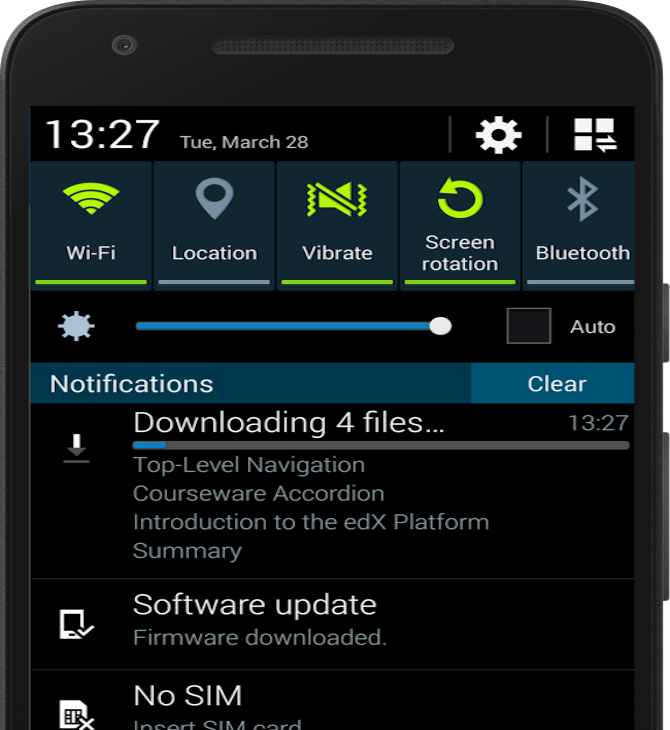 13:27 Tue, March 28
Wi-Fi Location Vibrate Screen rotation Bluetooth
Auto
Notifications Clear
Downloading 4 files... 13:27
Top-Level Navigation
Courseware Accordion
Introduction to the edX Platform
Summary
Software update
Firmware downloaded.
No SIM
Insert SIM card